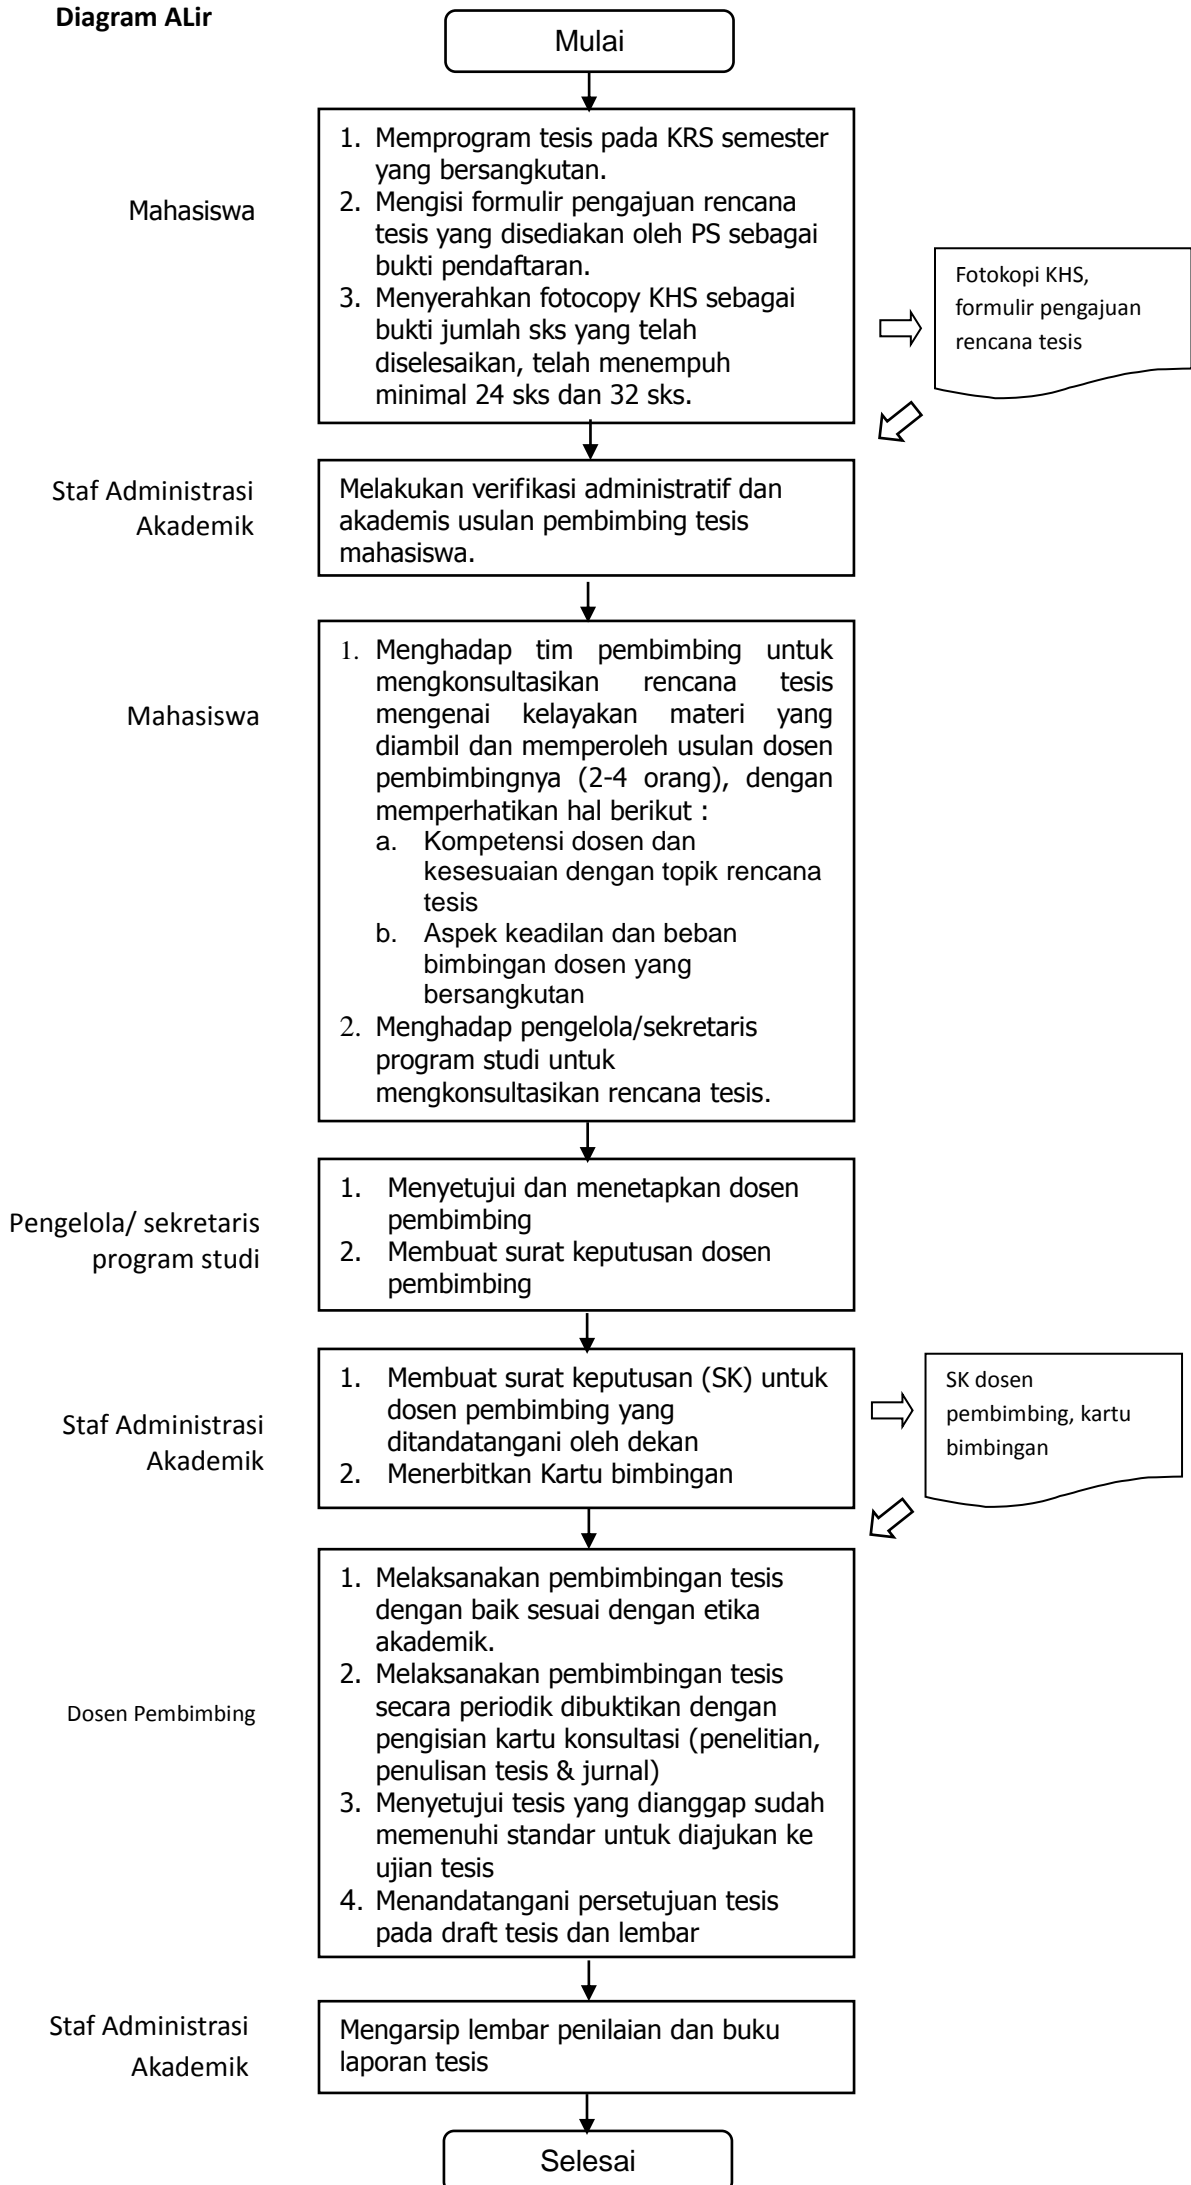 Diagram ALir
Mulai
Mahasiswa
1. Memprogram tesis pada KRS semester
yang bersangkutan.
2. Mengisi formulir pengajuan rencana
tesis yang disediakan oleh PS sebagai
bukti pendaftaran.
3. Menyerahkan fotocopy KHS sebagai
bukti jumlah sks yang telah
diselesaikan, telah menempuh
minimal 24 sks dan 32 sks.
Fotokopi KHS,
formulir pengajuan
rencana tesis
Staf Administrasi
Akademik
Melakukan verifikasi administratif dan
akademis usulan pembimbing tesis
mahasiswa.
Mahasiswa
1. Menghadap tim pembimbing untuk
mengkonsultasikan rencana tesis
mengenai kelayakan materi yang
diambil dan memperoleh usulan dosen
pembimbingnya (2-4 orang), dengan
memperhatikan hal berikut :
a. Kompetensi dosen dan
kesesuaian dengan topik rencana
tesis
b. Aspek keadilan dan beban
bimbingan dosen yang
bersangkutan
2. Menghadap pengelola/sekretaris
program studi untuk
mengkonsultasikan rencana tesis.
Pengelola/ sekretaris
program studi
1. Menyetujui dan menetapkan dosen
pembimbing
2. Membuat surat keputusan dosen
pembimbing
Staf Administrasi
Akademik
1. Membuat surat keputusan (SK) untuk
dosen pembimbing yang
ditandatangani oleh dekan
2. Menerbitkan Kartu bimbingan
SK dosen
pembimbing, kartu
bimbingan
Dosen Pembimbing
1. Melaksanakan pembimbingan tesis
dengan baik sesuai dengan etika
akademik.
2. Melaksanakan pembimbingan tesis
secara periodik dibuktikan dengan
pengisian kartu konsultasi (penelitian,
penulisan tesis & jurnal)
3. Menyetujui tesis yang dianggap sudah
memenuhi standar untuk diajukan ke
ujian tesis
4. Menandatangani persetujuan tesis
pada draft tesis dan lembar
Staf Administrasi
Akademik
Mengarsip lembar penilaian dan buku
laporan tesis
Selesai